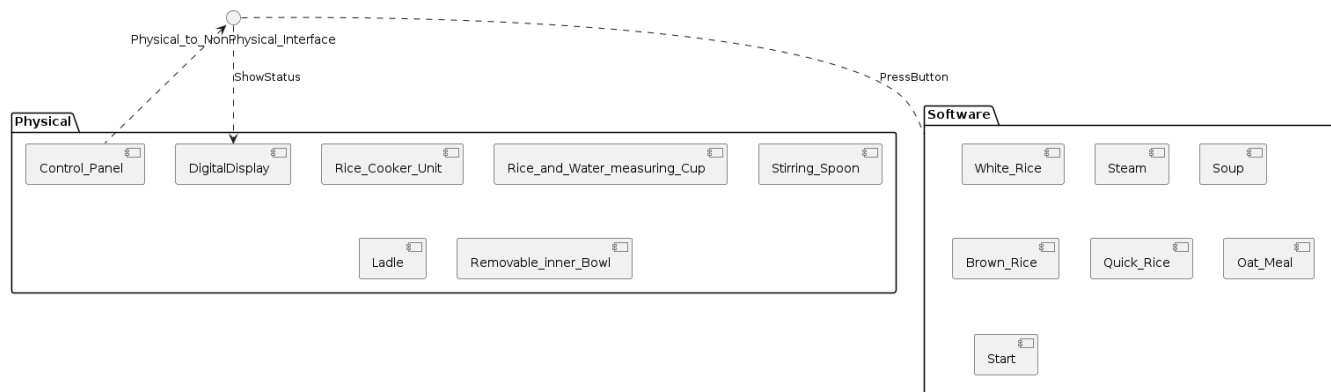 Physical_to_NonPhysical_Interface
ShowStatus
PressButton
Physical
Control_Panel
DigitalDisplay
Rice_Cooker_Unit
Rice_and_Water_measuring_Cup
Stirring_Spoon
Ladle
Removable_inner_Bowl
Software
White_Rice
Steam
Soup
Brown_Rice
Quick_Rice
Oat_Meal
Start